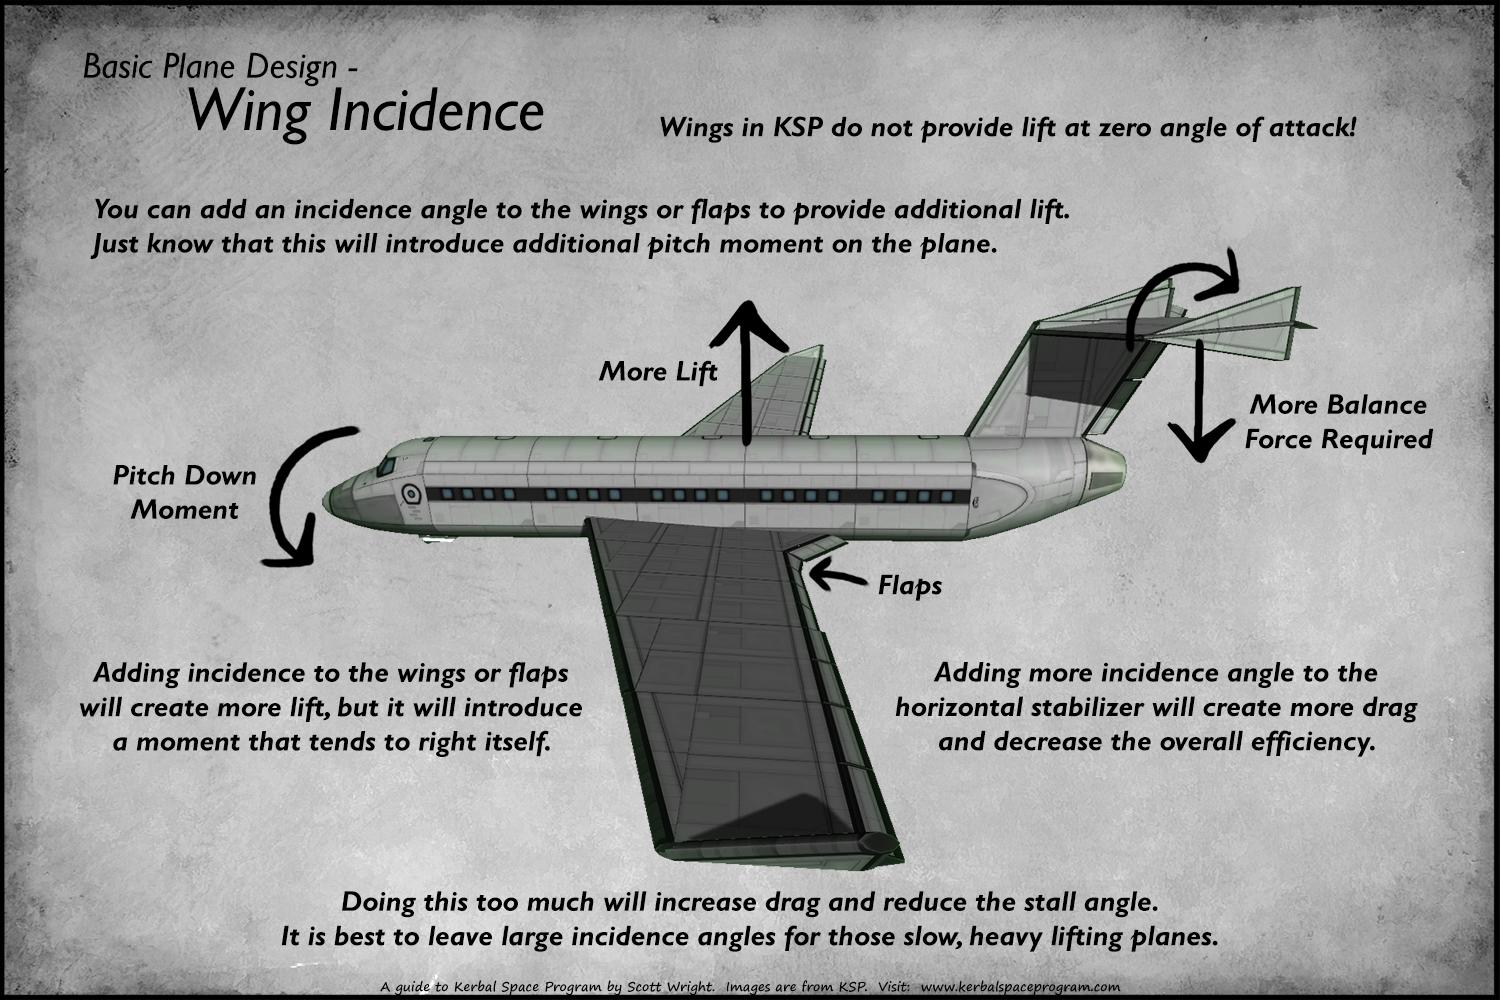 Basic Plane Design -
Wing Incidence
Wings in KSP do not provide lift at zero angle of attack!
You can add an incidence angle to the wings or flaps to provide additional lift.
Just know that this will introduce additional pitch moment on the plane.
More Lift
More Balance
Force Required
Pitch Down
Moment
Flaps
Adding incidence to the wings or flaps
will create more lift, but it will introduce
a moment that tends to right itself.
Adding more incidence angle to the
horizontal stabilizer will create more drag
and decrease the overall efficiency.
Doing this too much will increase drag and reduce the stall angle.
It is best to leave large incidence angles for those slow, heavy lifting planes.
A guide to Kerbal Space Program by Scott Wright.  Images are from KSP.  Visit:  www.kerbalspaceprogram.com